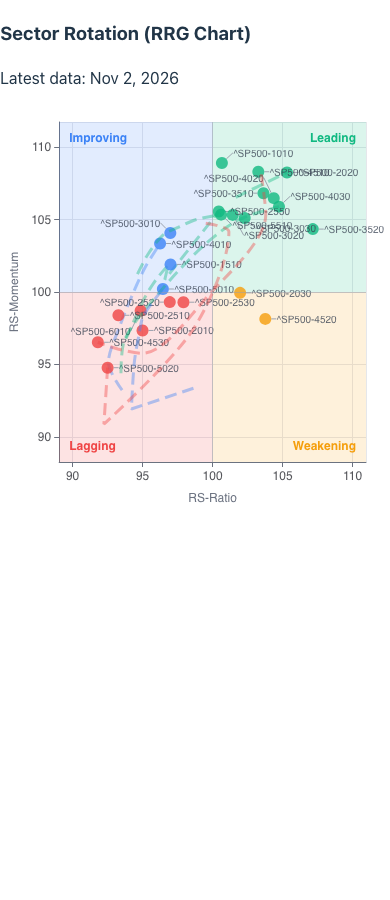 Sector Rotation (RRG Chart)
Latest data: Nov 2, 2026
Improving
Leading
^SP500-1010
^SP500-4020
^SP500-2020
^SP500-3510
^SP500-4030
^SP500-2550
^SP500-3010
^SP500-3520
^SP500-3020
^SP500-4010
^SP500-1510
^SP500-5010
^SP500-2030
^SP500-2520
^SP500-2530
^SP500-2510
^SP500-4520
^SP500-6010
^SP500-2010
^SP500-4530
^SP500-5020
Lagging
Weakening
110
105
100
95
90
RS-Momentum
90
95
100
105
110
RS-Ratio